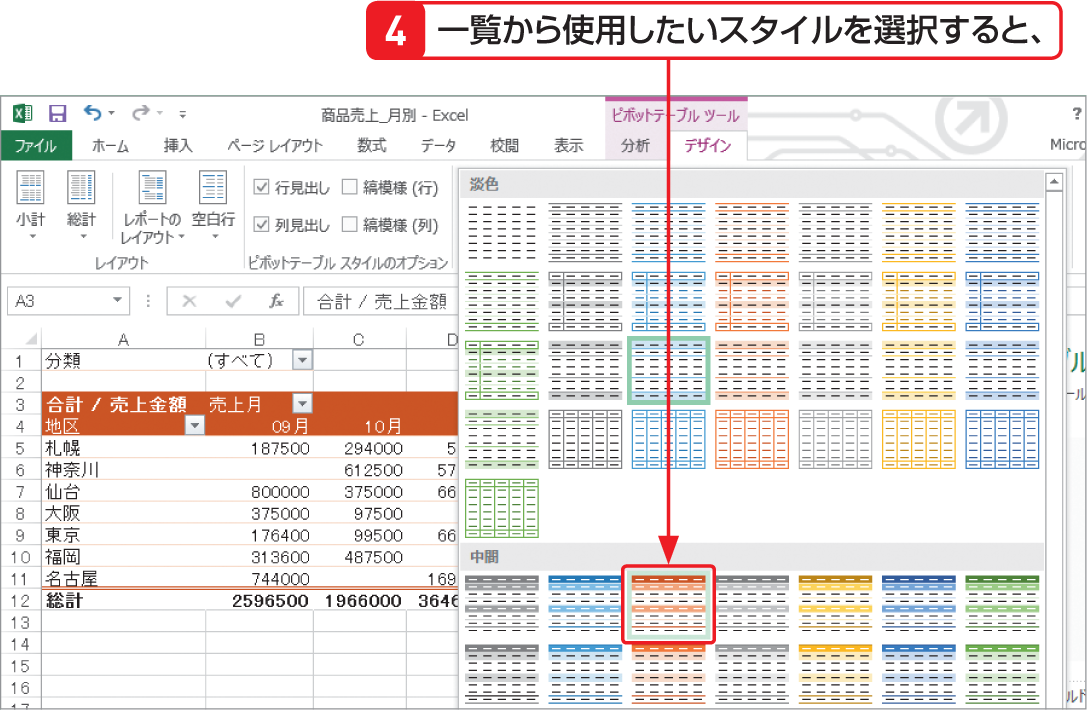 4 一覧から使用したいスタイルを選択すると、
商品売上_月別 - Excel
ピボットテーブル ツール
?
ファイル ホーム 挿入 ページ レイアウト 数式 データ 校閲 表示 分析 デザイン
Micro
小計 総計 レポートの レイアウト 空白行
レイアウト
行見出し 縞模様 (行)
列見出し 縞模様 (列)
ピボットテーブル スタイルのオプション
淡色
中間
A3 fx 合計 / 売上金額
A B C D
1 分類 (すべて)
2
3 合計 / 売上金額 売上月
4 地区 09月 10月
5 札幌 187500 294000 5
6 神奈川 612500 57
7 仙台 800000 375000 66
8 大阪 375000 97500
9 東京 176400 99500 66
10 福岡 313600 487500
11 名古屋 744000 169
12 総計 2596500 1966000 3646
13
14
15
16
17